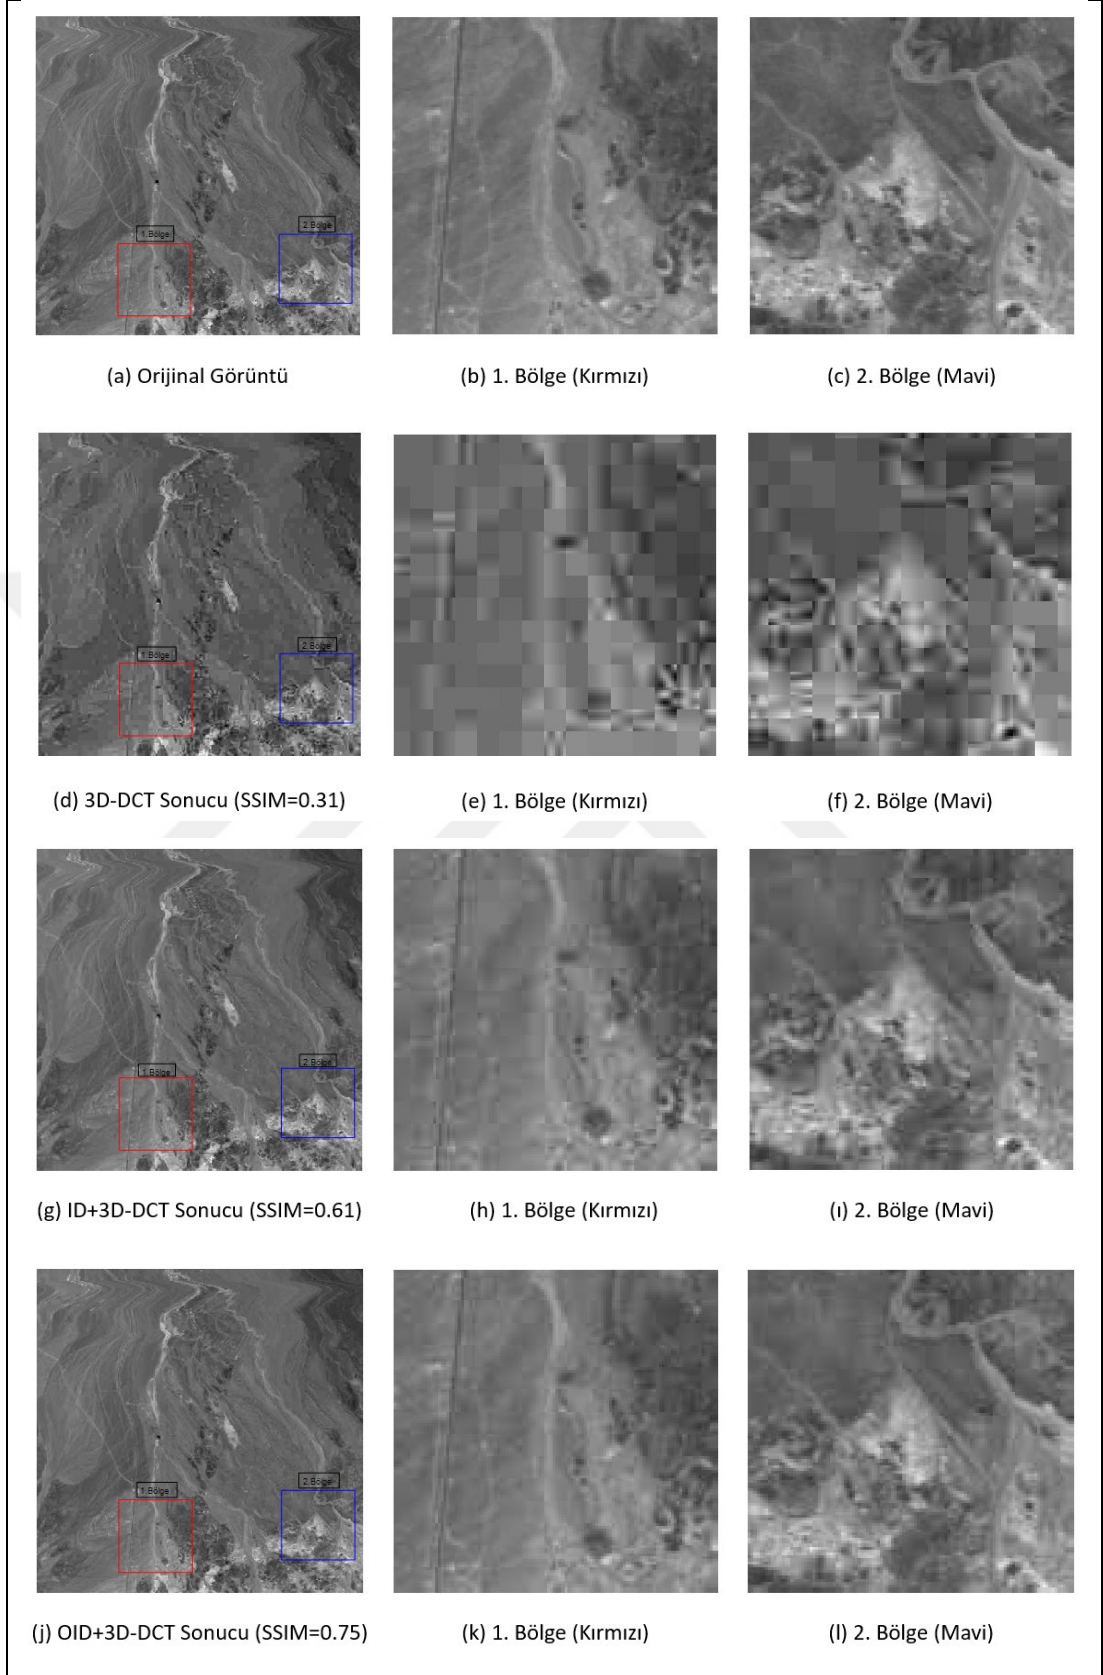 2.Bölge
1.Bölge
(a) Orijinal Görüntü
(b) 1. Bölge (Kırmızı)
(c) 2. Bölge (Mavi)
2.Bölge
1.Bölge
(d) 3D-DCT Sonucu (SSIM=0.31)
(e) 1. Bölge (Kırmızı)
(f) 2. Bölge (Mavi)
2.Bölge
1.Bölge
(g) ID+3D-DCT Sonucu (SSIM=0.61)
(h) 1. Bölge (Kırmızı)
(ı) 2. Bölge (Mavi)
2.Bölge
1.Bölge
(j) OID+3D-DCT Sonucu (SSIM=0.75)
(k) 1. Bölge (Kırmızı)
(l) 2. Bölge (Mavi)